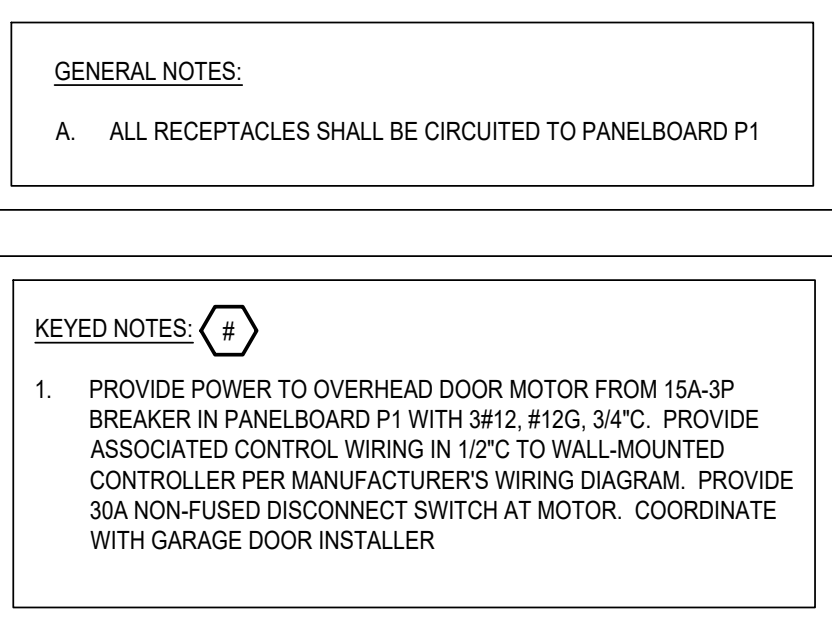 GENERAL NOTES:
A. ALL RECEPTACLES SHALL BE CIRCUITED TO PANELBOARD P1
KEYED NOTES: #
1. PROVIDE POWER TO OVERHEAD DOOR MOTOR FROM 15A-3P
BREAKER IN PANELBOARD P1 WITH 3#12, #12G, 3/4"C. PROVIDE
ASSOCIATED CONTROL WIRING IN 1/2"C TO WALL-MOUNTED
CONTROLLER PER MANUFACTURER'S WIRING DIAGRAM. PROVIDE
30A NON-FUSED DISCONNECT SWITCH AT MOTOR. COORDINATE
WITH GARAGE DOOR INSTALLER